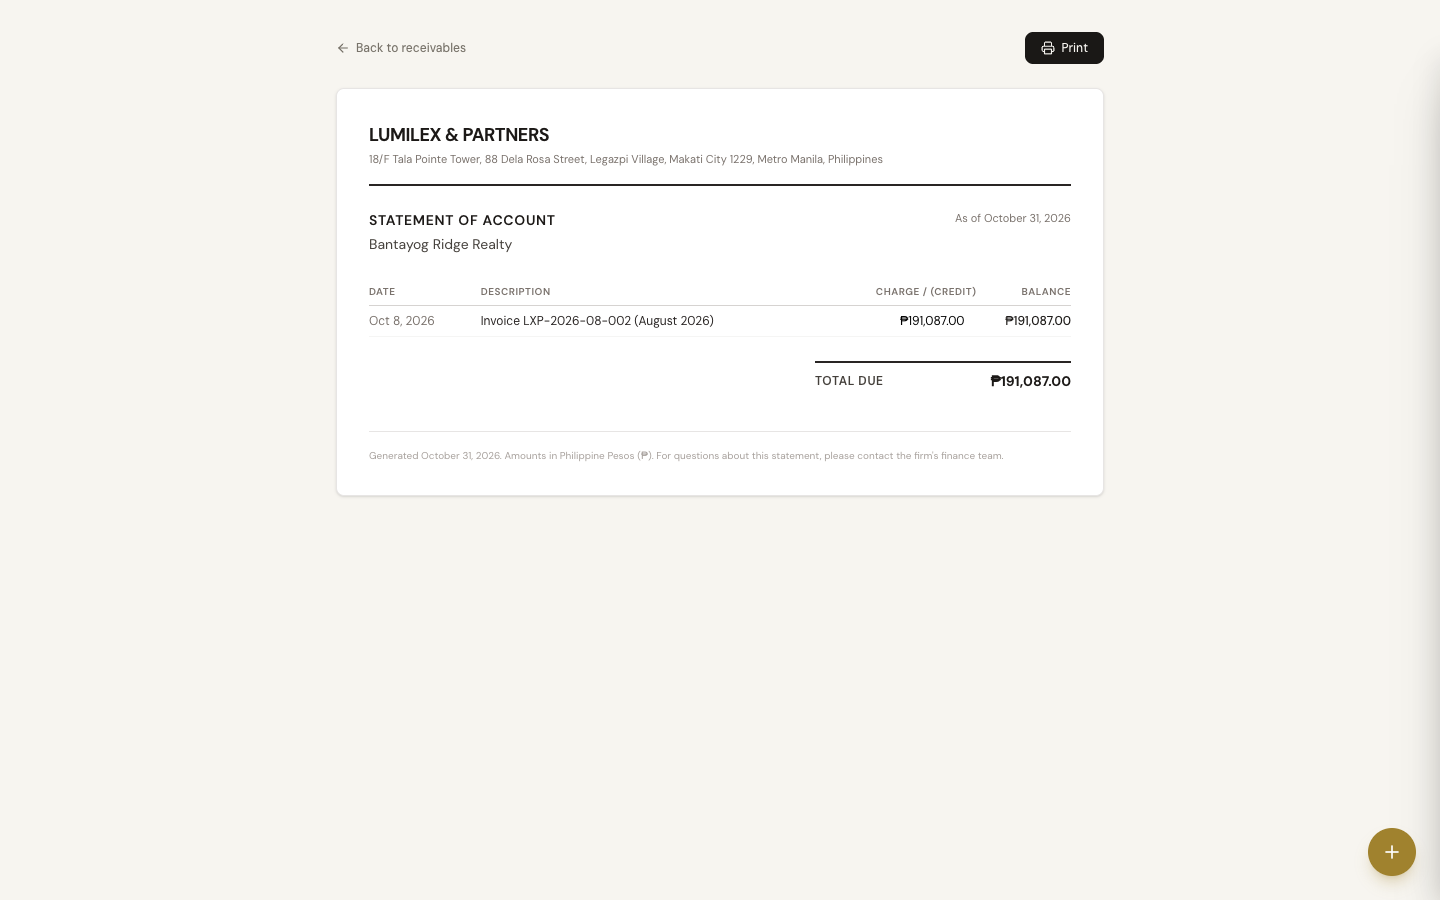 Back to receivables
Print
LUMILEX & PARTNERS
18/F Tala Pointe Tower, 88 Dela Rosa Street, Legazpi Village, Makati City 1229, Metro Manila, Philippines
STATEMENT OF ACCOUNT
As of October 31, 2026
Bantayog Ridge Realty
DATE DESCRIPTION CHARGE / (CREDIT) BALANCE
Oct 8, 2026 Invoice LXP-2026-08-002 (August 2026) ₱191,087.00 ₱191,087.00
TOTAL DUE ₱191,087.00
Generated October 31, 2026. Amounts in Philippine Pesos (₱). For questions about this statement, please contact the firm's finance team.